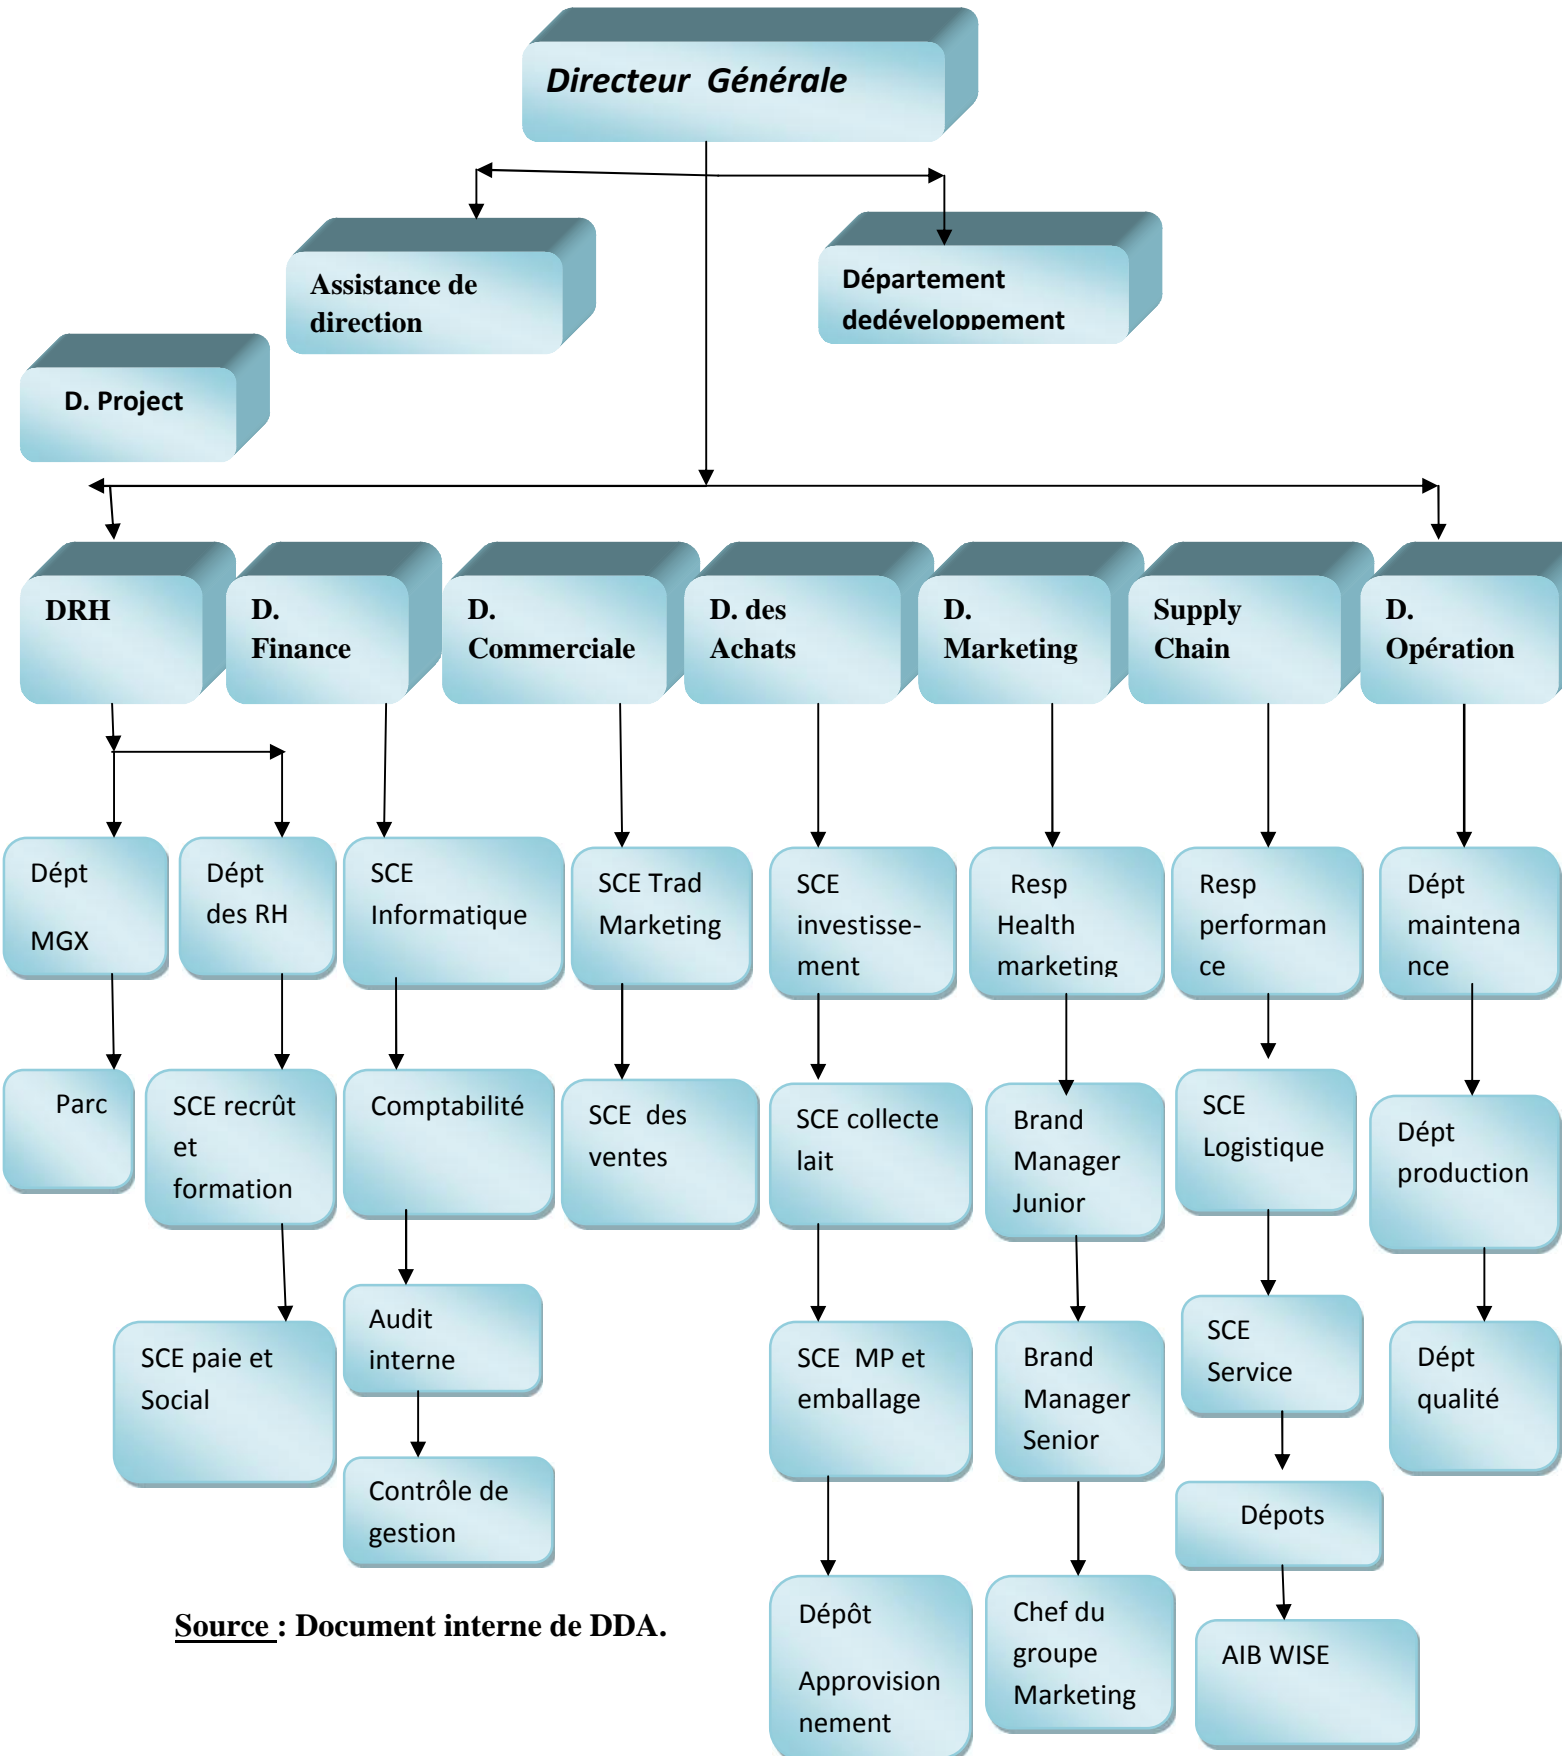 Directeur  Générale
Assistance de
direction
Département
dedéveloppement
D. Project
DRH
D.
Finance
D.
Commerciale
D. des
Achats
D.
Marketing
Supply
Chain
D.
Opération
Dépt
MGX
Dépt
des RH
SCE
Informatique
SCE Trad
Marketing
SCE
investisse-
ment
Resp
Health
marketing
Resp
performan
ce
Dépt
maintena
nce
Parc
SCE recrût
et
formation
Comptabilité
SCE  des
ventes
SCE collecte
lait
Brand
Manager
Junior
SCE
Logistique
Dépt
production
SCE paie et
Social
Audit
interne
SCE  MP et
emballage
Brand
Manager
Senior
SCE
Service
Dépt
qualité
Contrôle de
gestion
Dépots
Dépôt
Approvision
nement
Chef du
groupe
Marketing
AIB WISE
Source : Document interne de DDA.